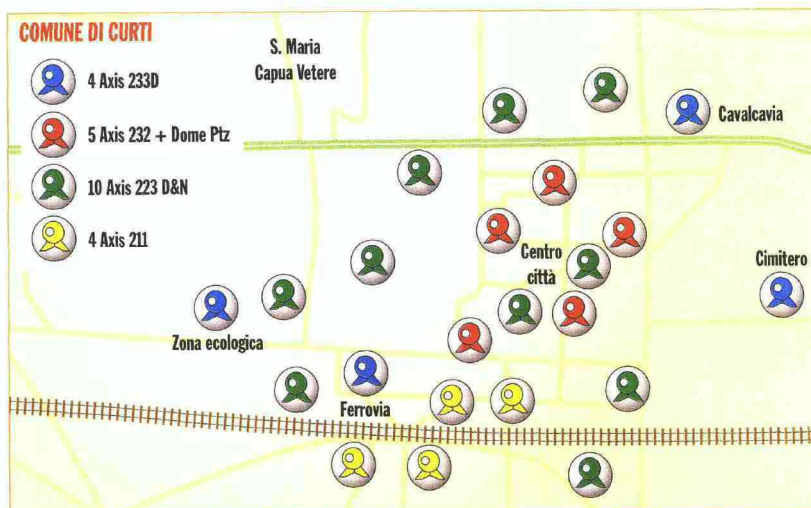 COMUNE DI CURTI
4 Axis 233D
5 Axis 232 + Dome Ptz
10 Axis 223 D&N
4 Axis 211
S. Maria
Capua Vetere
Cavalcavia
Centro
città
Cimitero
Zona ecologica
Ferrovia